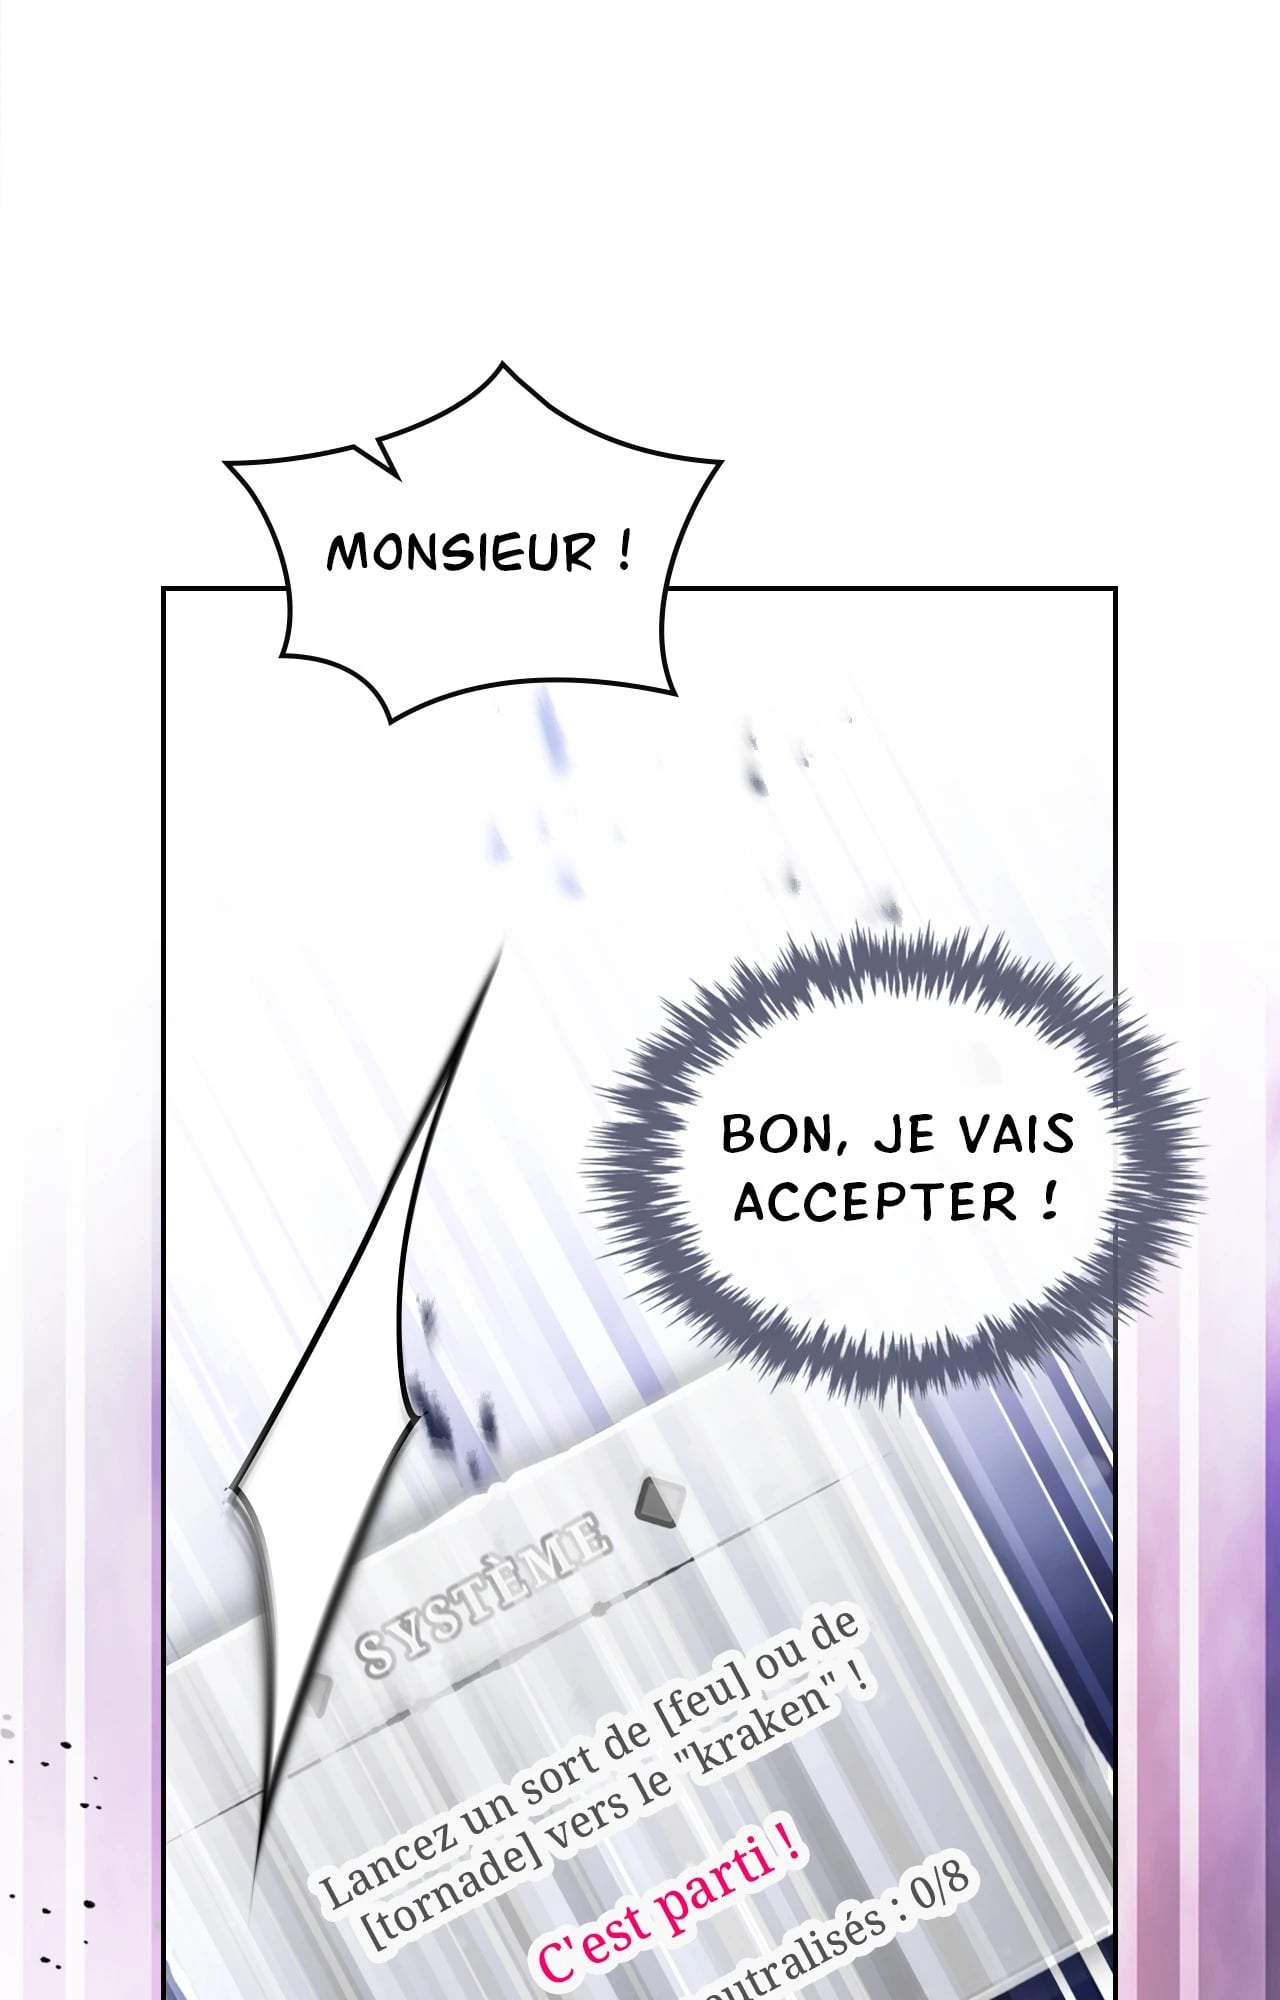 MONSIEUR !
BON, JE VAIS
ACCEPTER !
SYSTÈME
Lancez un sort de [feu] ou de
[tornade] vers le "kraken" !
C'est parti !
: 0/8